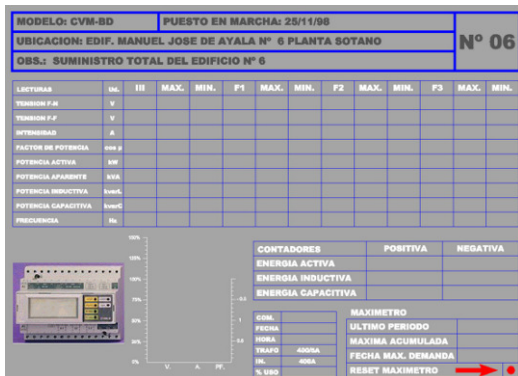 MODELO: CVM-BD PUESTO EN MARCHA: 25/11/98
UBICACION: EDIF. MANUEL JOSE DE AYALA Nº 6 PLANTA SOTANO
Nº 06
OBS.: SUMINISTRO TOTAL DEL EDIFICIO Nº 6
LECTURAS Ud. III MAX. MIN. F1 MAX. MIN. F2 MAX. MIN. F3 MAX. MIN.
TENSION F-N V
TENSION F-F V
INTENSIDAD A
FACTOR DE POTENCIA cos
POTENCIA ACTIVA kW
POTENCIA APARENTE kVA
POTENCIA INDUCTIVA kvarL
POTENCIA CAPACITIVA kvarC
FRECUENCIA Hz
CONTADORES POSITIVA NEGATIVA
ENERGIA ACTIVA
ENERGIA INDUCTIVA
ENERGIA CAPACITIVA
V. A. PF.
COM.
FECHA
HORA
TRAFO 400/5A
IN. 400A
% USO
MAXIMETRO
ULTIMO PERIODO
MAXIMA ACUMULADA
FECHA MAX. DEMANDA
RESET MAXIMETRO